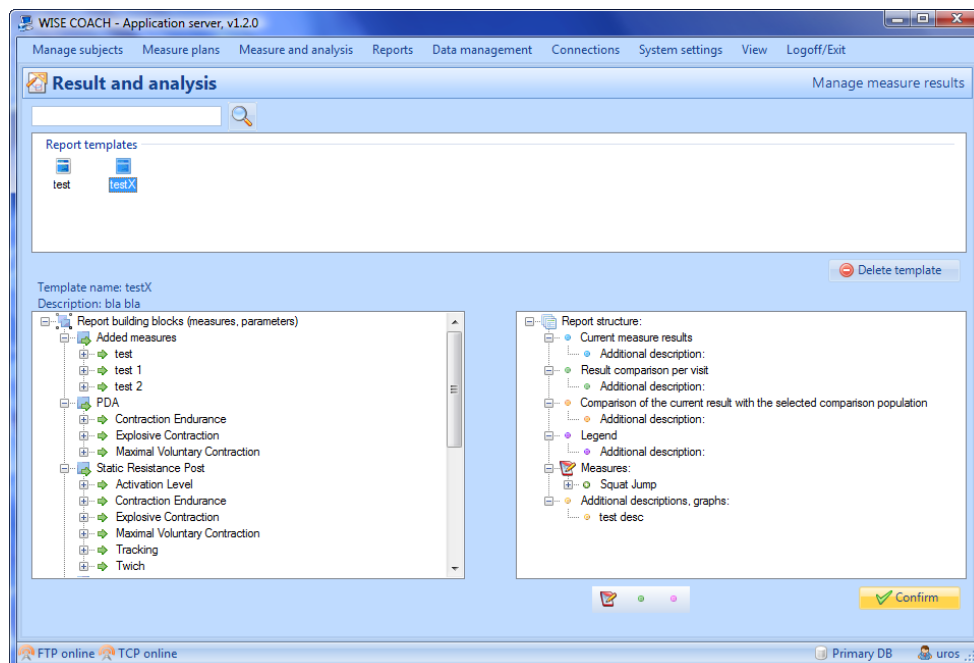 WISE COACH - Application server, v1.2.0
Manage subjects Measure plans Measure and analysis Reports Data management Connections System settings View Logoff/Exit
Result and analysis
Manage measure results
Report templates
test testX
Delete template
Template name: testX
Description: bla bla
Report building blocks (measures, parameters)
Added measures
test
test 1
test 2
PDA
Contraction Endurance
Explosive Contraction
Maximal Voluntary Contraction
Static Resistance Post
Activation Level
Contraction Endurance
Explosive Contraction
Maximal Voluntary Contraction
Tracking
Twich
Report structure:
Current measure results
Additional description:
Result comparison per visit
Additional description:
Comparison of the current result with the selected comparison population
Additional description:
Legend
Additional description:
Measures:
Squat Jump
Additional descriptions, graphs:
test desc
Confirm
FTP online TCP online
Primary DB uros